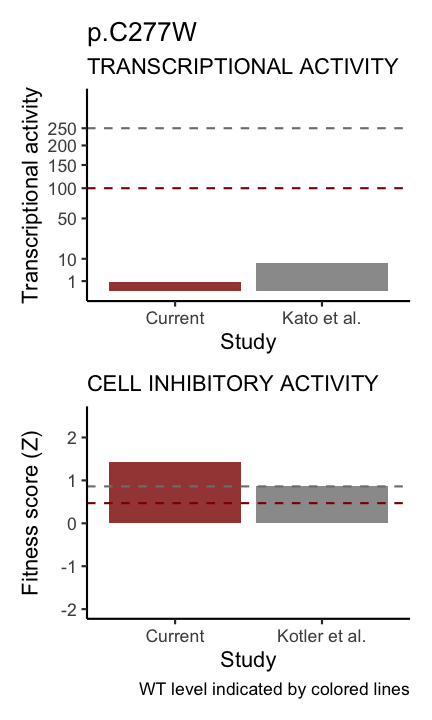 p.C277W
TRANSCRIPTIONAL ACTIVITY
Transcriptional activity
250
200
150
100
50
10
1
Current
Kato et al.
Study
CELL INHIBITORY ACTIVITY
Fitness score (Z)
2
1
0
-1
-2
Current
Kotler et al.
Study
WT level indicated by colored lines